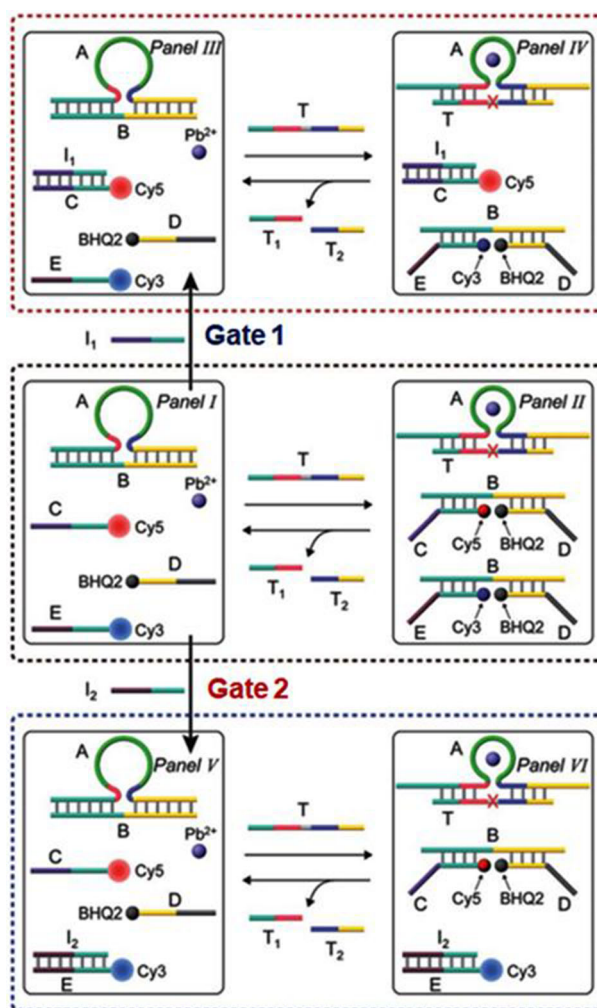 A
Panel III
B
Pb2+
I1
C
Cy5
D
BHQ2
E
Cy3
T
T1
T2
A
Panel IV
T
I1
C
Cy5
B
Cy3
BHQ2
E
D
I1
Gate 1
A
Panel I
B
Pb2+
C
Cy5
D
BHQ2
E
Cy3
T
T1
T2
A
Panel II
T
B
C
Cy5
BHQ2
D
B
E
Cy3
BHQ2
D
I2
Gate 2
A
Panel V
B
Pb2+
C
Cy5
D
BHQ2
I2
E
Cy3
T
T1
T2
A
Panel VI
T
B
C
Cy5
BHQ2
D
I2
E
Cy3